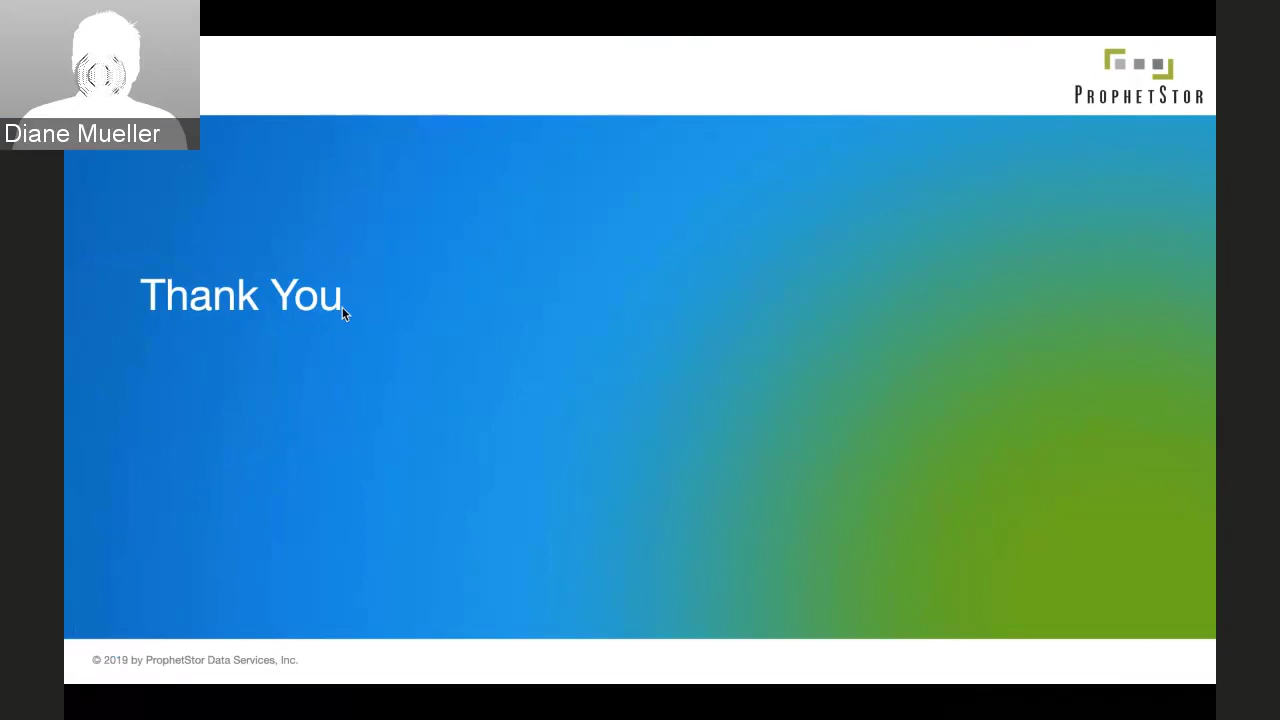 Diane Mueller
PROPHETSTOR
Thank You
© 2019 by ProphetStor Data Services, Inc.